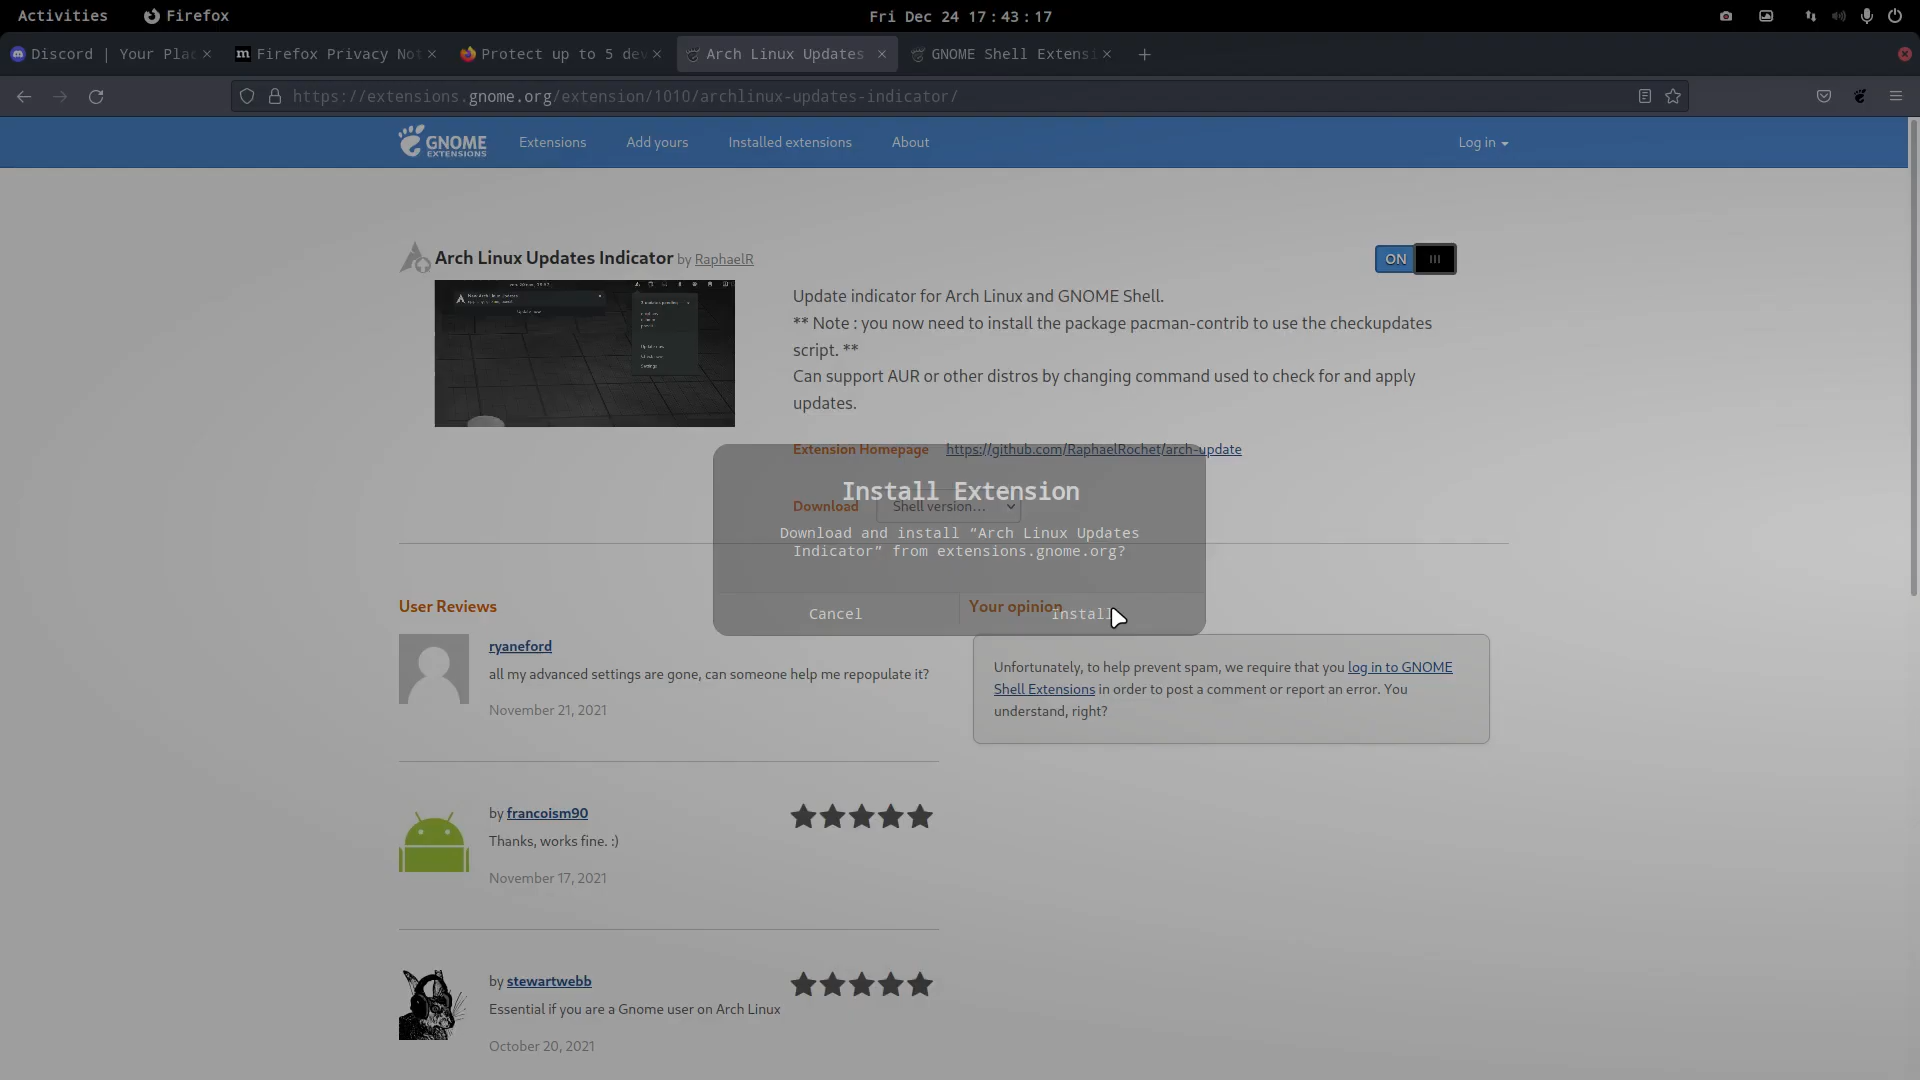 Activities
Firefox
Fri Dec 24 17:43:17
Discord | Your Plac
Firefox Privacy Not
Protect up to 5 dev
Arch Linux Updates
GNOME Shell Extensi
https://extensions.gnome.org/extension/1010/archlinux-updates-indicator/
GNOME
EXTENSIONS
Extensions
Add yours
Installed extensions
About
Log in
Arch Linux Updates Indicator by RaphaelR
ON
Update indicator for Arch Linux and GNOME Shell.
** Note : you now need to install the package pacman-contrib to use the checkupdates
script. **
Can support AUR or other distros by changing command used to check for and apply
updates.
Extension Homepage https://github.com/RaphaelRochet/arch-update
Download Shell version...
Install Extension
Download and install “Arch Linux Updates
Indicator” from extensions.gnome.org?
Cancel
Install
User Reviews
ryaneford
all my advanced settings are gone, can someone help me repopulate it?
November 21, 2021
by francoism90
Thanks, works fine. :)
November 17, 2021
by stewartwebb
Essential if you are a Gnome user on Arch Linux
October 20, 2021
Your opinion
Unfortunately, to help prevent spam, we require that you log in to GNOME
Shell Extensions in order to post a comment or report an error. You
understand, right?